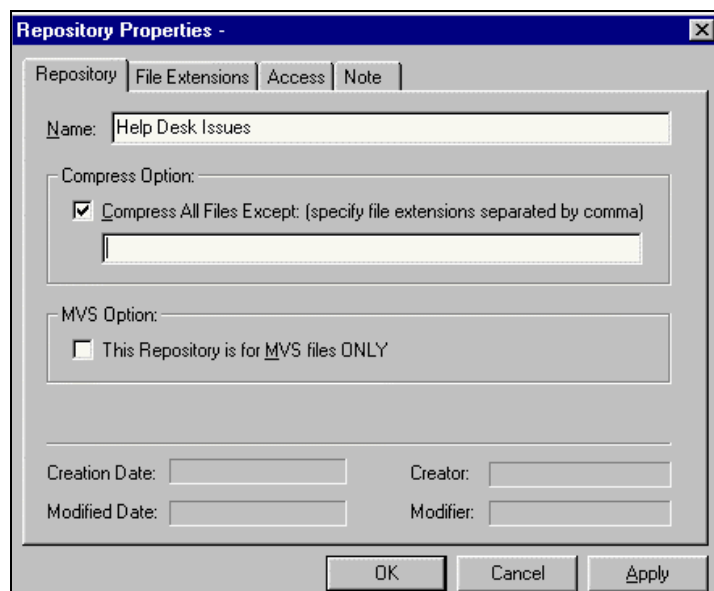 Repository Properties -
Repository File Extensions Access Note
Name: Help Desk Issues
Compress Option:
Compress All Files Except: (specify file extensions separated by comma)
MVS Option:
This Repository is for MVS files ONLY
Creation Date: Creator:
Modified Date: Modifier:
OK Cancel Apply